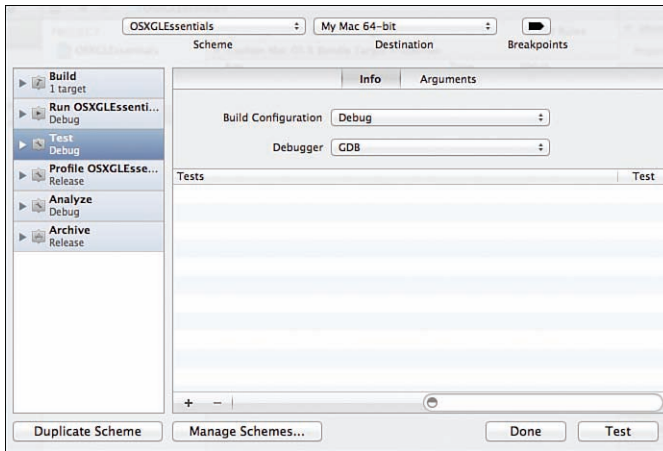 OSXGLEssentials
My Mac 64-bit
Scheme
Destination
Breakpoints
Build
1 target
Run OSXGLEssenti...
Debug
Test
Debug
Profile OSXGLEsse...
Release
Analyze
Debug
Archive
Release
Info
Arguments
Build Configuration
Debug
Debugger
GDB
Tests
Test
+ −
Duplicate Scheme
Manage Schemes...
Done
Test